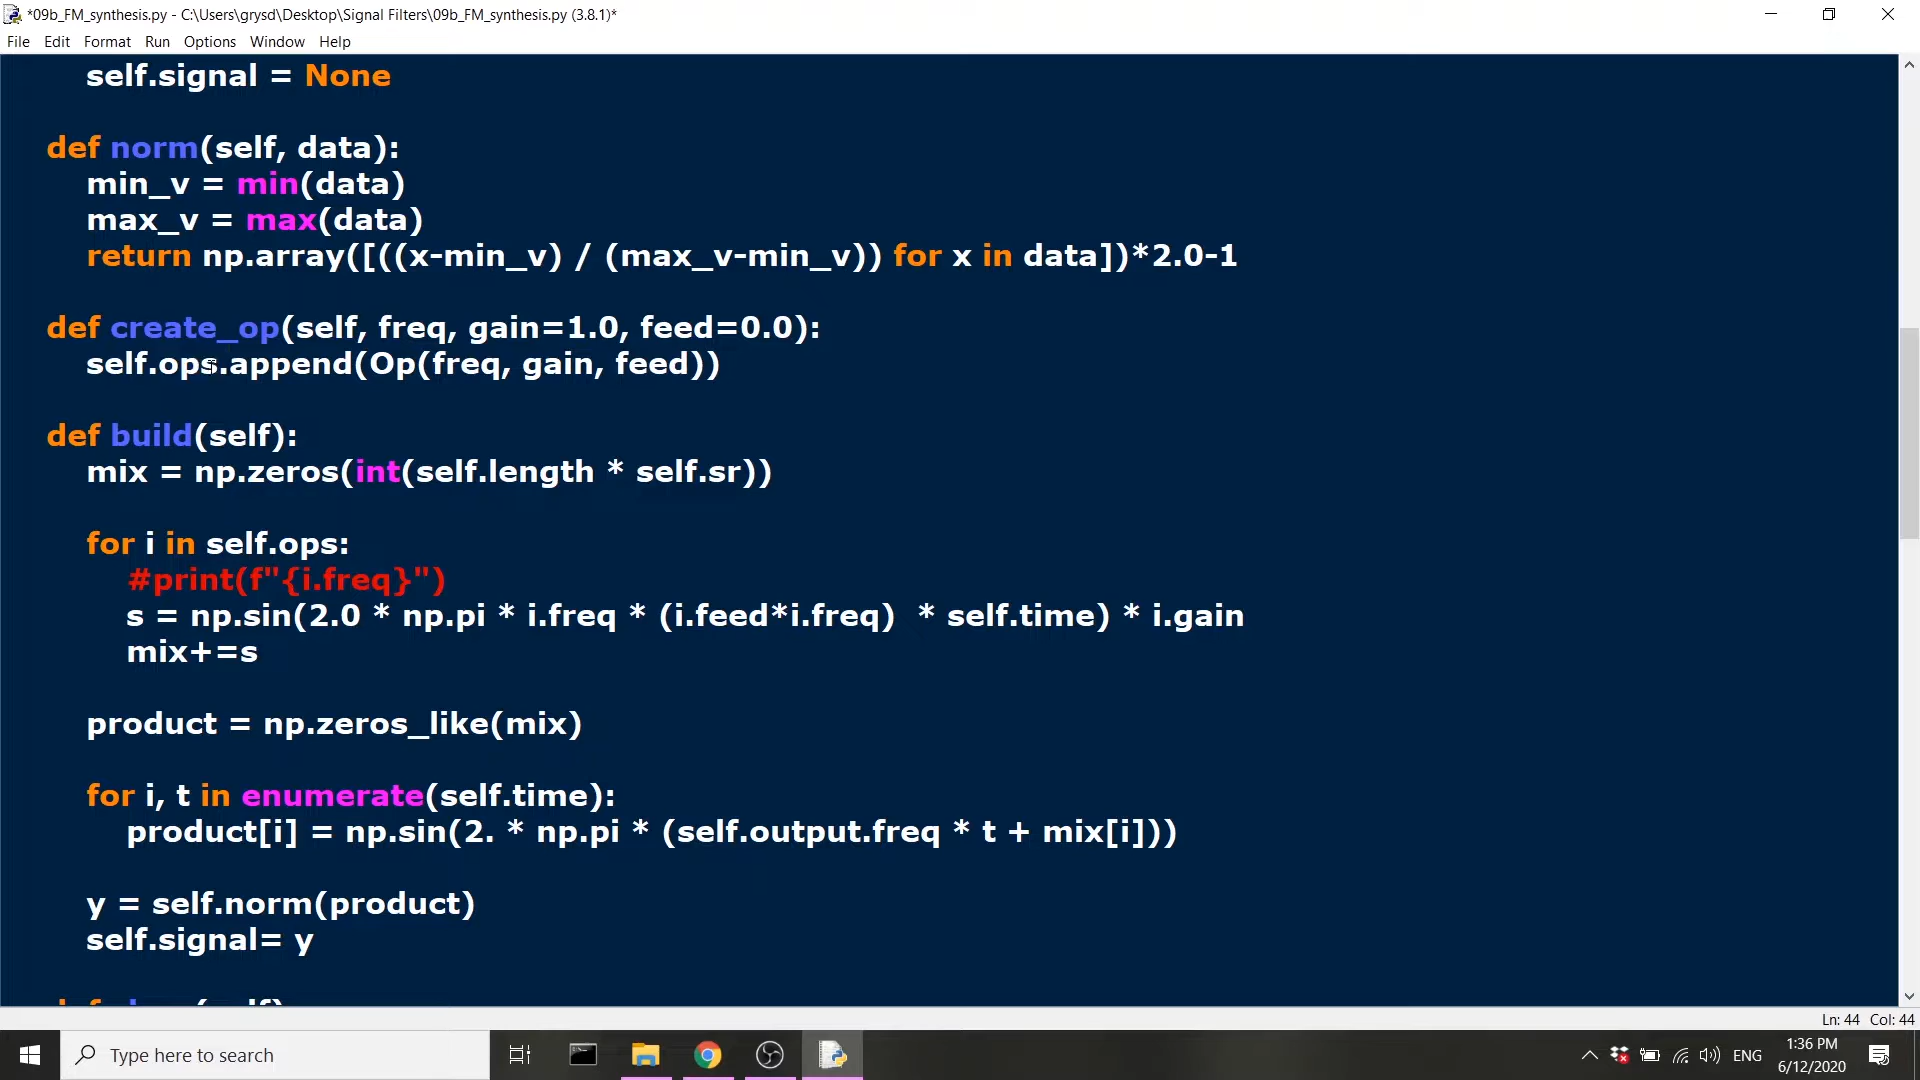 *09b_FM_synthesis.py - C:\Users\grysd\Desktop\Signal Filters\09b_FM_synthesis.py (3.8.1)*
File Edit Format Run Options Window Help
self.signal = None
def norm(self, data):
min_v = min(data)
max_v = max(data)
return np.array([((x-min_v) / (max_v-min_v)) for x in data])*2.0-1
def create_op(self, freq, gain=1.0, feed=0.0):
self.ops.append(Op(freq, gain, feed))
def build(self):
mix = np.zeros(int(self.length * self.sr))
for i in self.ops:
#print(f"{i.freq}")
s = np.sin(2.0 * np.pi * i.freq * (i.feed*i.freq)  * self.time) * i.gain
mix+=s
product = np.zeros_like(mix)
for i, t in enumerate(self.time):
product[i] = np.sin(2. * np.pi * (self.output.freq * t + mix[i]))
y = self.norm(product)
self.signal= y
Ln: 44 Col: 44
Type here to search
ENG
1:36 PM
6/12/2020